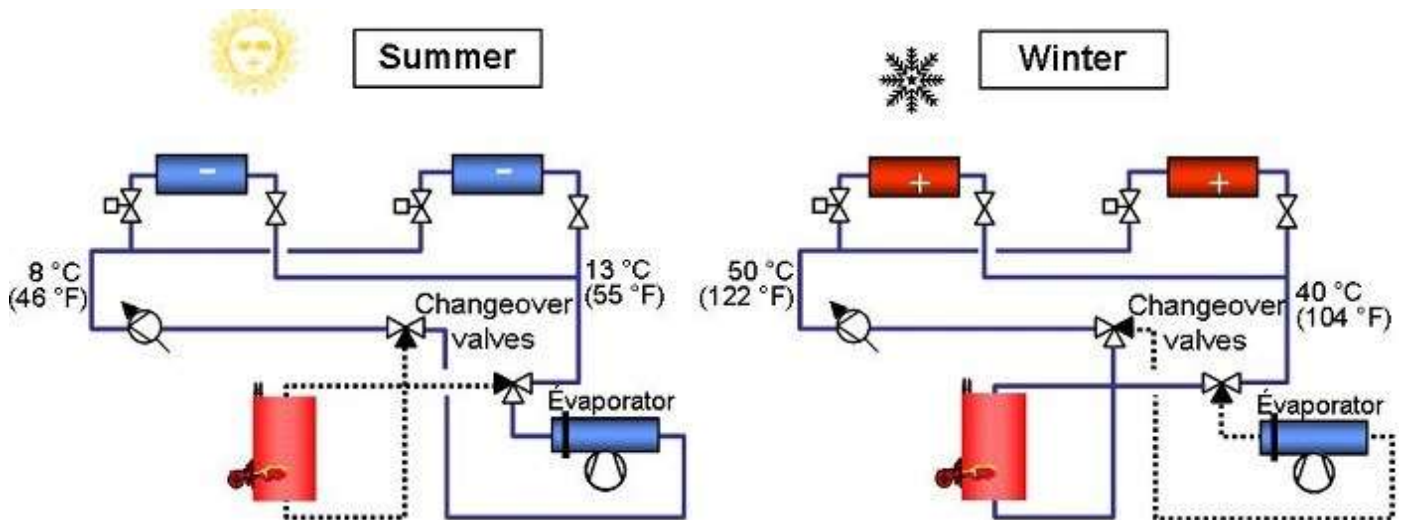 Summer
-
-
8 °C
(46 °F)
13 °C
(55 °F)
Changeover
valves
Évaporator
Winter
+
+
50 °C
(122 °F)
40 °C
(104 °F)
Changeover
valves
Évaporator